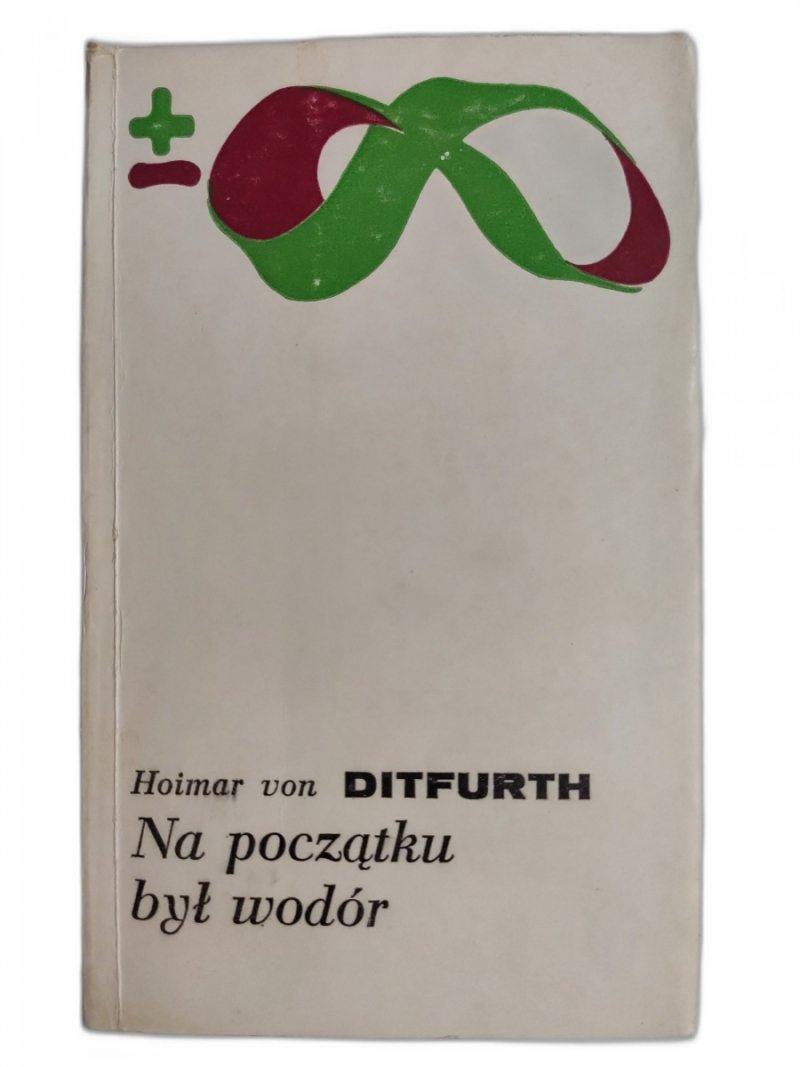 ±
Hoimar von DITFURTH
Na początku
był wodór